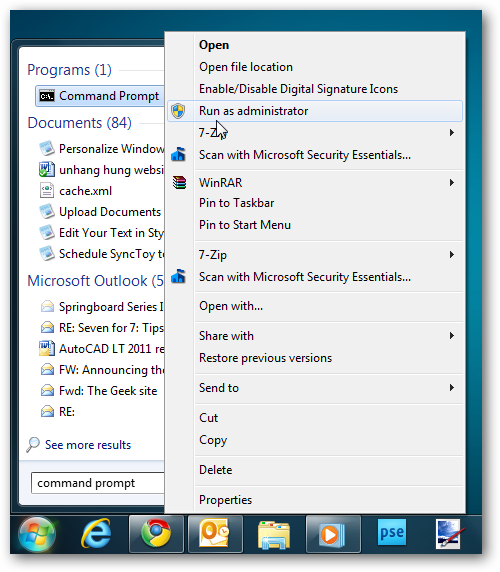 Programs (1)
Command Prompt
Documents (84)
Personalize Window
unhang hung websi
cache.xml
Upload Documents
Edit Your Text in Sty
Schedule SyncToy to
Microsoft Outlook (5
Springboard Series I
RE: Seven for 7: Tips
AutoCAD LT 2011 re
FW: Announcing the
Fwd: The Geek site
RE:
See more results
command prompt
Open
Open file location
Enable/Disable Digital Signature Icons
Run as administrator
7-Zip
Scan with Microsoft Security Essentials...
WinRAR
Pin to Taskbar
Pin to Start Menu
7-Zip
Scan with Microsoft Security Essentials...
Open with...
Share with
Restore previous versions
Send to
Cut
Copy
Delete
Properties
pse